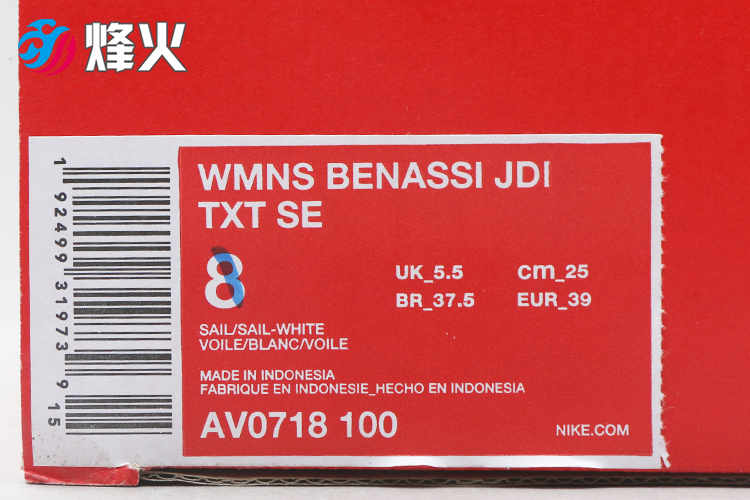 烽火
WMNS BENASSI JDI
TXT SE
8
UK_5.5 cm_25
BR_37.5 EUR_39
SAIL/SAIL-WHITE
VOILE/BLANC/VOILE
MADE IN INDONESIA
FABRIQUE EN INDONESIE_HECHO EN INDONESIA
AV0718 100
NIKE.COM
1 92499 31973 9 15